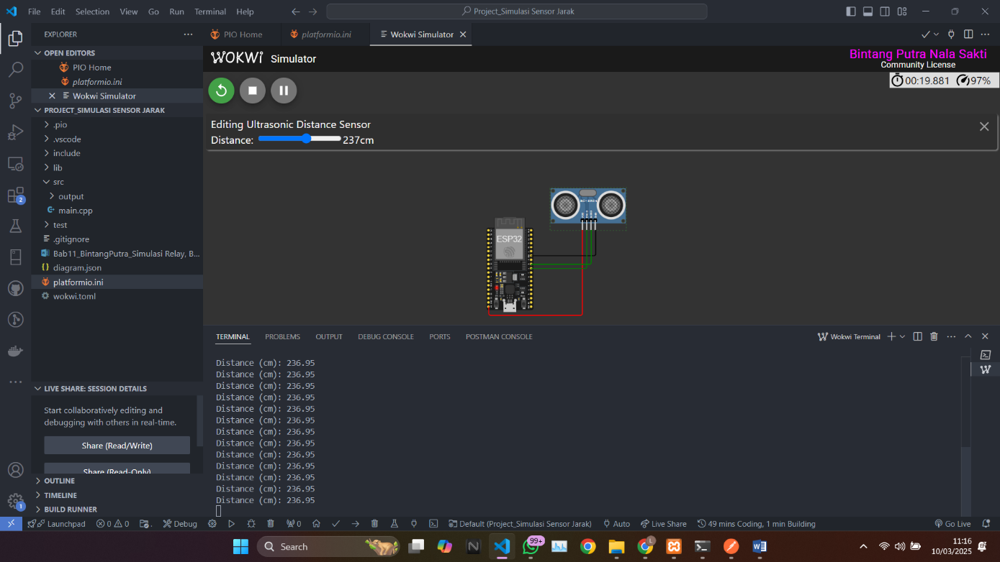 File Edit Selection View Go Run Terminal Help
Project_Simulasi Sensor Jarak
EXPLORER
OPEN EDITORS
PIO Home
platformio.ini
Wokwi Simulator
PROJECT_SIMULASI SENSOR JARAK
.pio
.vscode
include
lib
src
output
main.cpp
test
.gitignore
Bab11_BintangPutra_Simulasi Relay, B...
diagram.json
platformio.ini
wokwi.toml
2
LIVE SHARE: SESSION DETAILS
Start collaboratively editing and
debugging with others in real-time.
Share (Read/Write)
Share (Read-Only)
OUTLINE
TIMELINE
BUILD RUNNER
1
PIO Home platformio.ini Wokwi Simulator
WOKWI Simulator
Bintang Putra Nala Sakti
Community License
00:19.881 97%
Editing Ultrasonic Distance Sensor
Distance: 237cm
ESP32
TERMINAL PROBLEMS OUTPUT DEBUG CONSOLE PORTS POSTMAN CONSOLE
Wokwi Terminal
Distance (cm): 236.95
Distance (cm): 236.95
Distance (cm): 236.95
Distance (cm): 236.95
Distance (cm): 236.95
Distance (cm): 236.95
Distance (cm): 236.95
Distance (cm): 236.95
Distance (cm): 236.95
Distance (cm): 236.95
Distance (cm): 236.95
Distance (cm): 236.95
Distance (cm): 236.95
Launchpad 0 0 Debug 0 Default (Project_Simulasi Sensor Jarak) Auto Live Share 49 mins Coding, 1 min Building Go Live
Search
99+
L
11:16
10/03/2025